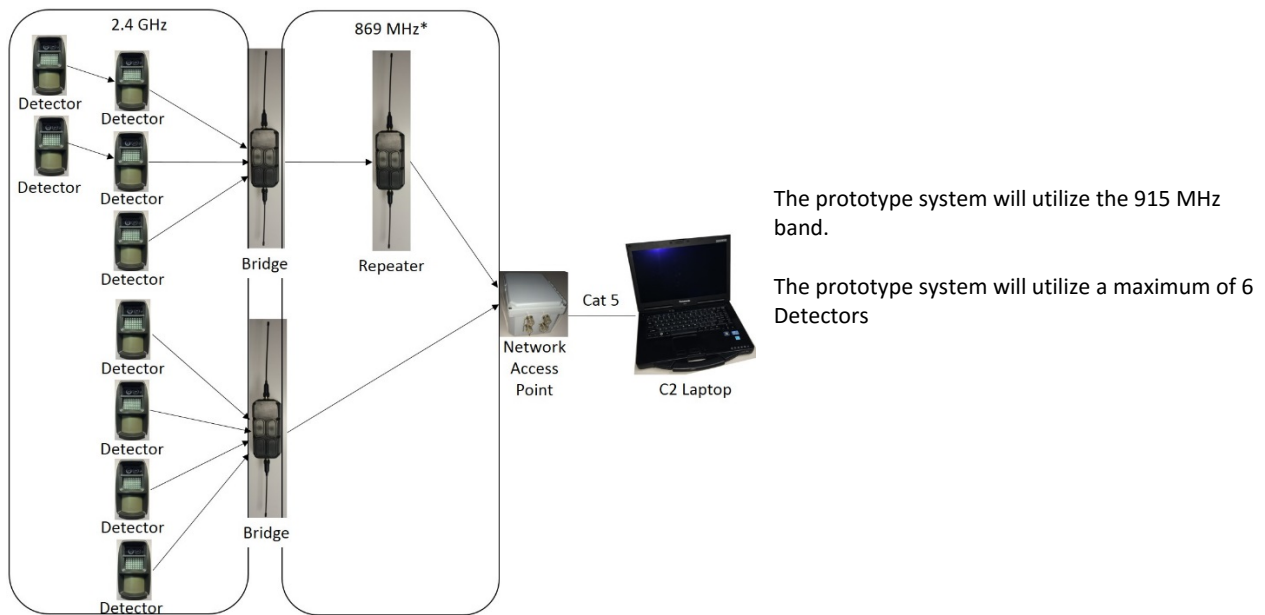 2.4 GHz
869 MHz*
Detector
Detector
Detector
Detector
Detector
Bridge
Repeater
Detector
Detector
Detector
Detector
Bridge
Network
Access
Point
Cat 5
C2 Laptop
The prototype system will utilize the 915 MHz
band.
The prototype system will utilize a maximum of 6
Detectors